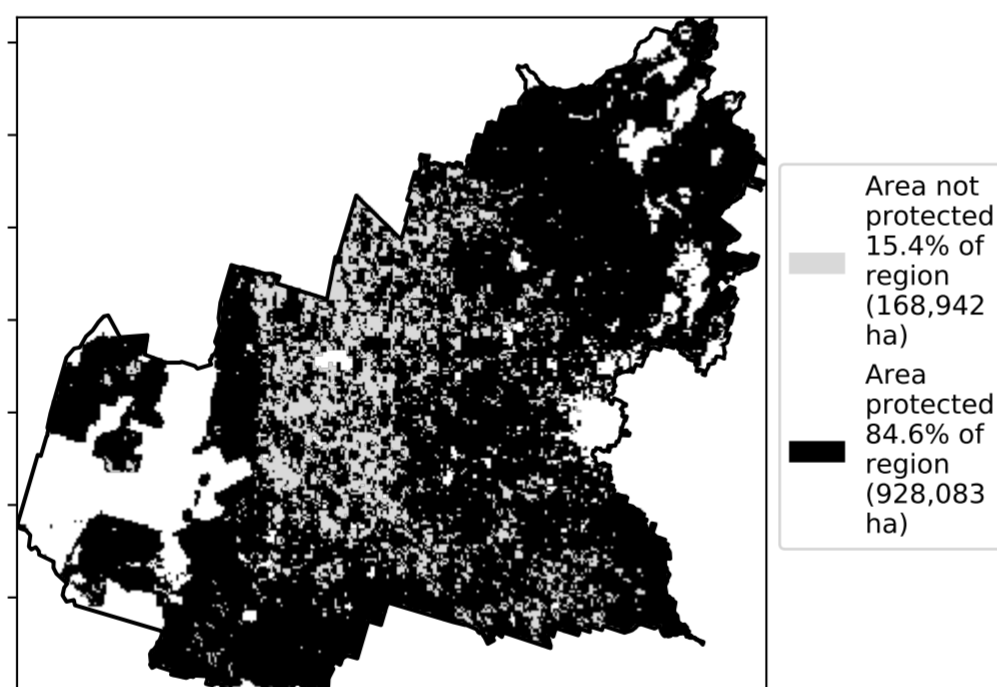 Area not
protected
15.4% of
region
(168,942
ha)
Area
protected
84.6% of
region
(928,083
ha)